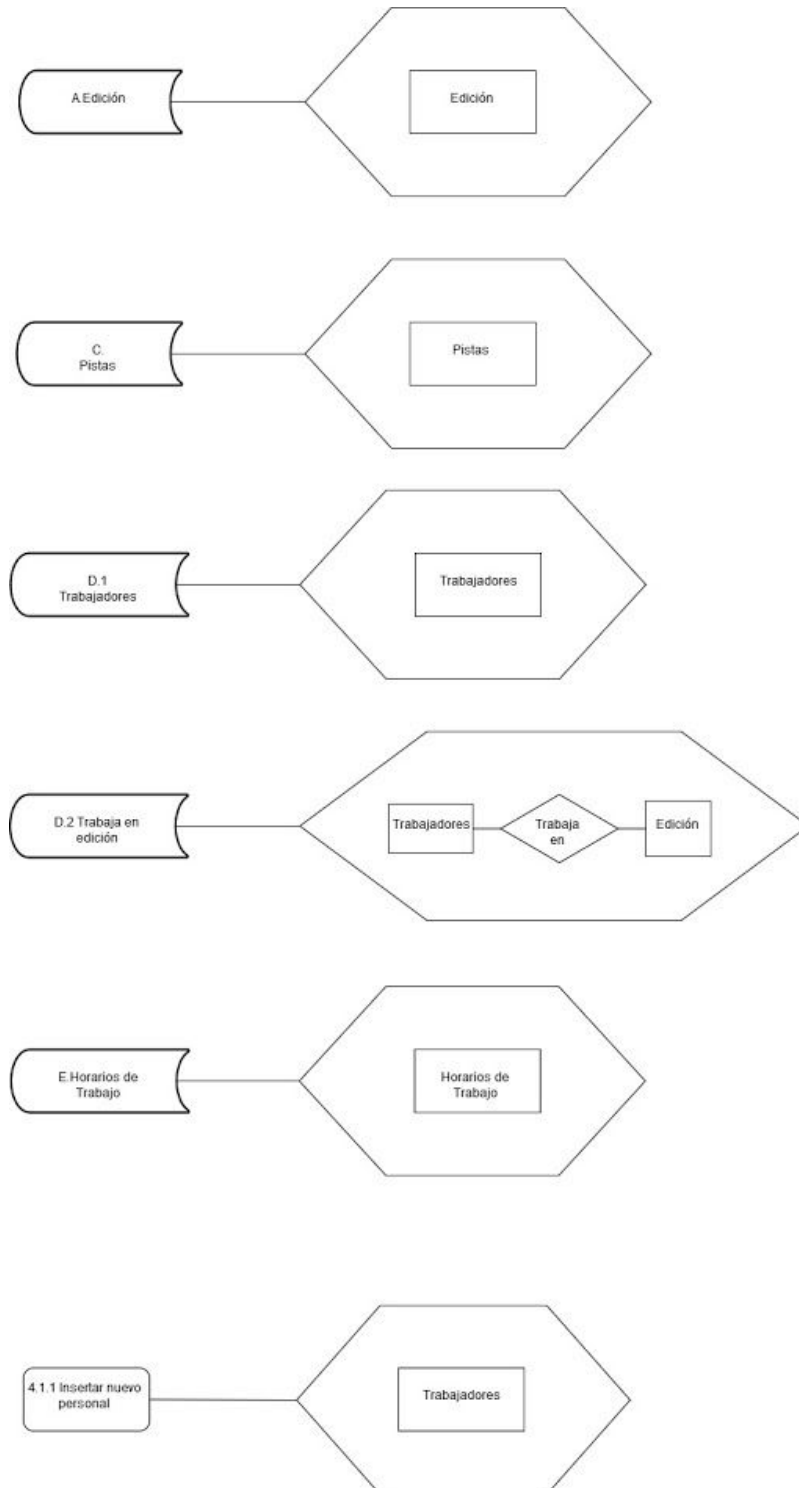 A.Edición
Edición
C.
Pistas
Pistas
D.1
Trabajadores
Trabajadores
D.2 Trabaja en
edición
Trabajadores
Trabaja
en
Edición
E.Horarios de
Trabajo
Horarios de
Trabajo
4.1.1 Insertar nuevo
personal
Trabajadores